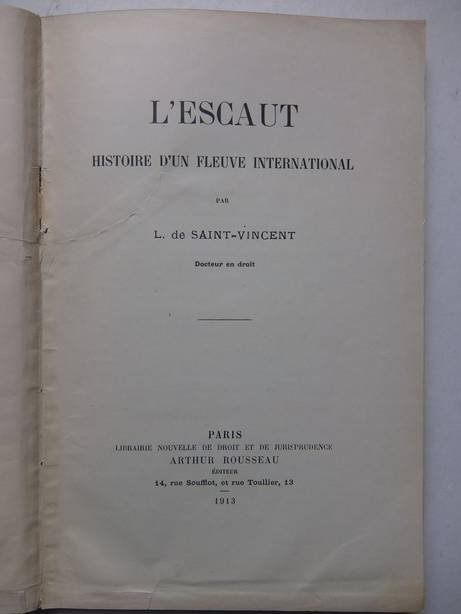 L'ESCAUT
HISTOIRE D'UN FLEUVE INTERNATIONAL
PAR
L. de SAINT-VINCENT
Docteur en droit
PARIS
LIBRAIRIE NOUVELLE DE DROIT ET DE JURISPRUDENCE
ARTHUR ROUSSEAU
ÉDITEUR
14, rue Soufflot, et rue Toullier, 13
1913